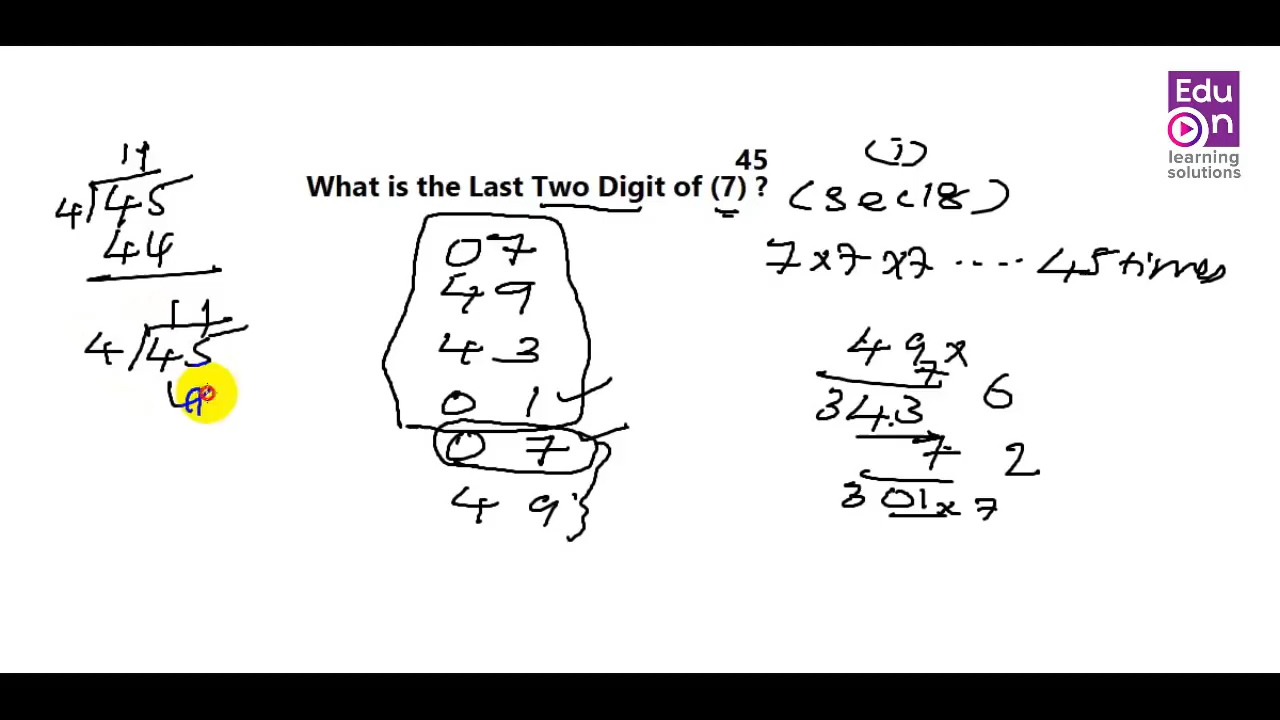 Edu
On
learning
solutions
What is the Last Two Digit of (7) ?
45
(i)
(sec 18)
11
4 45
44
11
4 45
07
49
43
01
07
49
7 x 7 x 7 .... 45 times
49 x
7
343 6
7 2
301 x 7